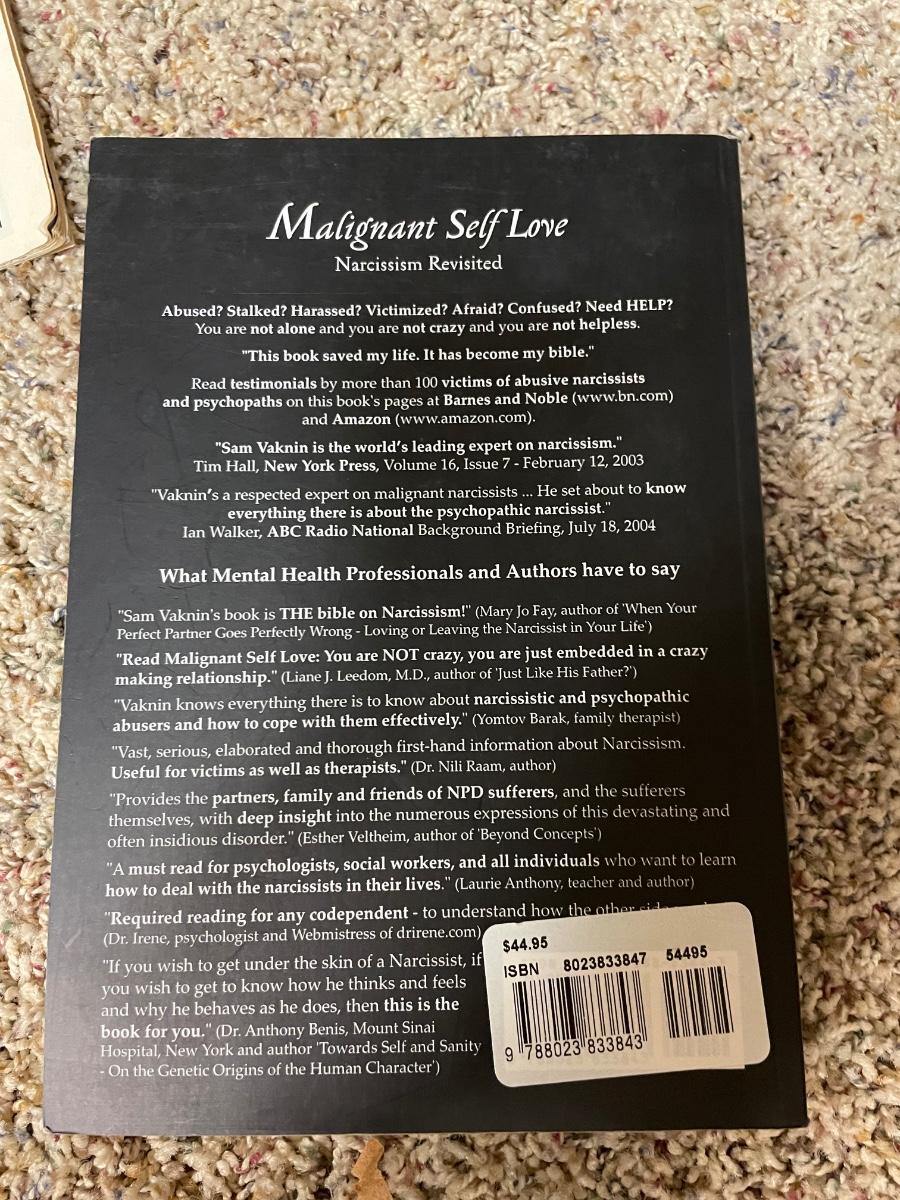 Malignant Self Love
Narcissism Revisited
Abused? Stalked? Harassed? Victimized? Afraid? Confused? Need HELP?
You are not alone and you are not crazy and you are not helpless.
"This book saved my life. It has become my bible."
Read testimonials by more than 100 victims of abusive narcissists
and psychopaths on this book's pages at Barnes and Noble (www.bn.com)
and Amazon (www.amazon.com).
"Sam Vaknin is the world's leading expert on narcissism."
Tim Hall, New York Press, Volume 16, Issue 7 - February 12, 2003
"Vaknin's a respected expert on malignant narcissists ... He set about to know
everything there is about the psychopathic narcissist."
Ian Walker, ABC Radio National Background Briefing, July 18, 2004
What Mental Health Professionals and Authors have to say
"Sam Vaknin's book is THE bible on Narcissism!" (Mary Jo Fay, author of 'When Your
Perfect Partner Goes Perfectly Wrong - Loving or Leaving the Narcissist in Your Life')
"Read Malignant Self Love: You are NOT crazy, you are just embedded in a crazy
making relationship." (Liane J. Leedom, M.D., author of 'Just Like His Father?')
"Vaknin knows everything there is to know about narcissistic and psychopathic
abusers and how to cope with them effectively." (Yomtov Barak, family therapist)
"Vast, serious, elaborated and thorough first-hand information about Narcissism.
Useful for victims as well as therapists." (Dr. Nili Raam, author)
"Provides the partners, family and friends of NPD sufferers, and the sufferers
themselves, with deep insight into the numerous expressions of this devastating and
often insidious disorder." (Esther Veltheim, author of 'Beyond Concepts')
"A must read for psychologists, social workers, and all individuals who want to learn
how to deal with the narcissists in their lives." (Laurie Anthony, teacher and author)
"Required reading for any codependent - to understand how the other
(Dr. Irene, psychologist and Webmistress of drirene.com)
"If you wish to get under the skin of a Narcissist, if
you wish to get to know how he thinks and feels
and why he behaves as he does, then this is the
book for you." (Dr. Anthony Benis, Mount Sinai
Hospital, New York and author 'Towards Self and Sanity
- On the Genetic Origins of the Human Character')
$44.95
ISBN 8023833847 54495
9 788023 833843